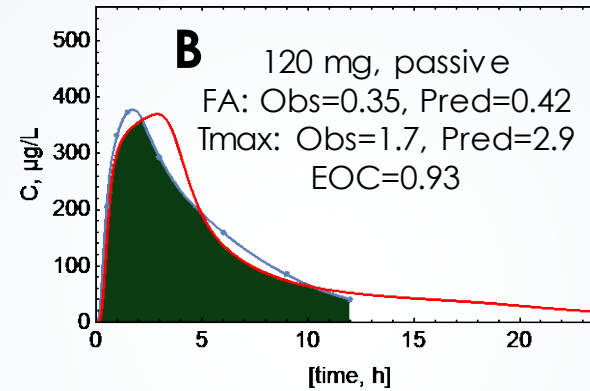 B
120 mg, passive
FA: Obs=0.35, Pred=0.42
Tmax: Obs=1.7, Pred=2.9
EOC=0.93
C, µg/L
500
400
300
200
100
0
0 5 10 15 20
[time, h]